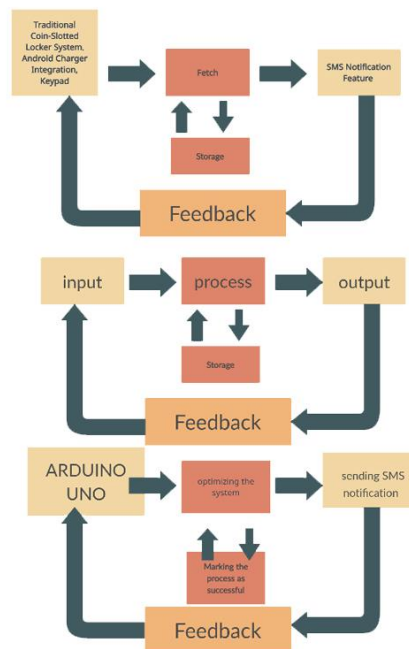 Traditional
Coin-Slotted
Locker System,
Android Charger
Integration,
Keypad
Fetch
SMS Notification
Feature
Storage
Feedback
input
process
output
Storage
Feedback
ARDUINO
UNO
optimizing the
system
sending SMS
notification
Marking the
process as
successful
Feedback